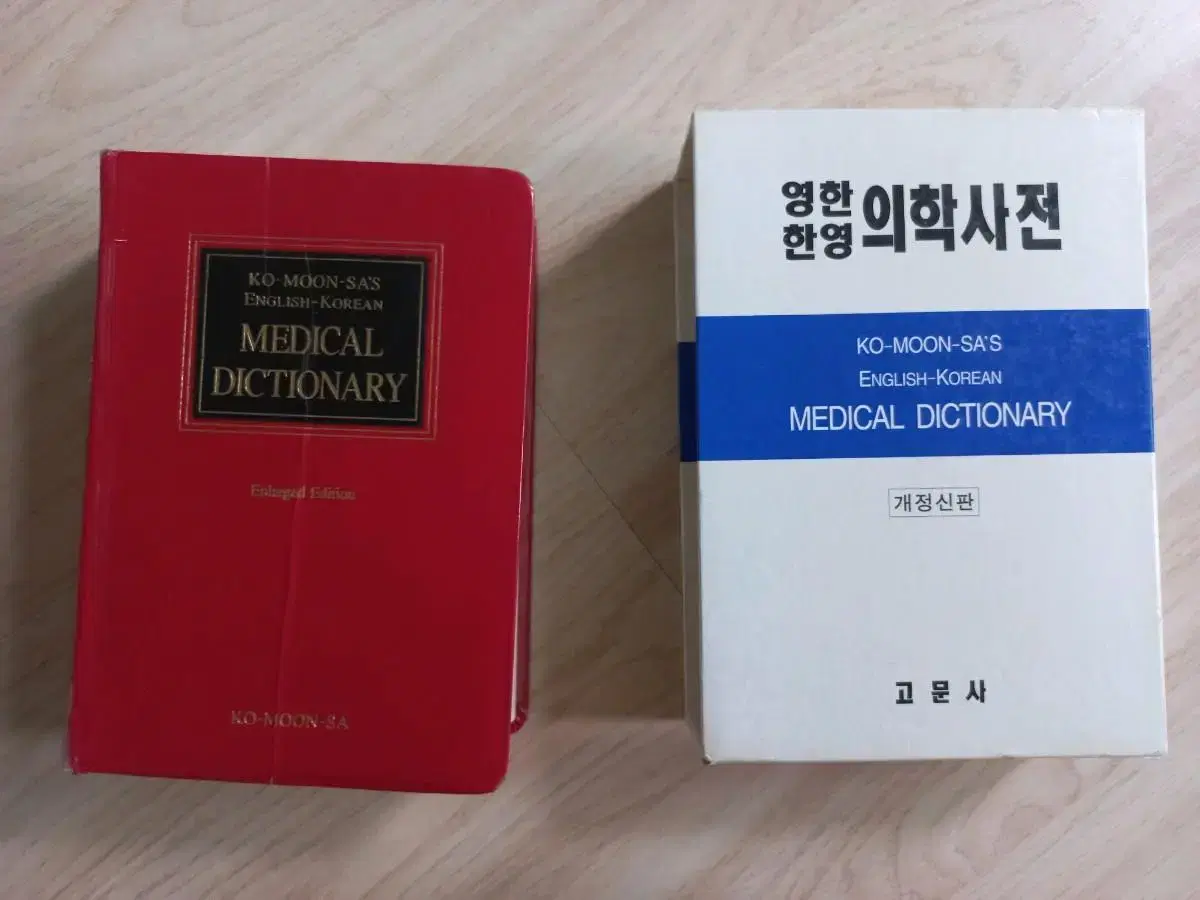 KO-MOON-SA'S
ENGLISH-KOREAN
MEDICAL
DICTIONARY
Enlarged Edition
KO-MOON-SA
영한
한영
의학사전
KO-MOON-SA'S
ENGLISH-KOREAN
MEDICAL DICTIONARY
개정신판
고문사